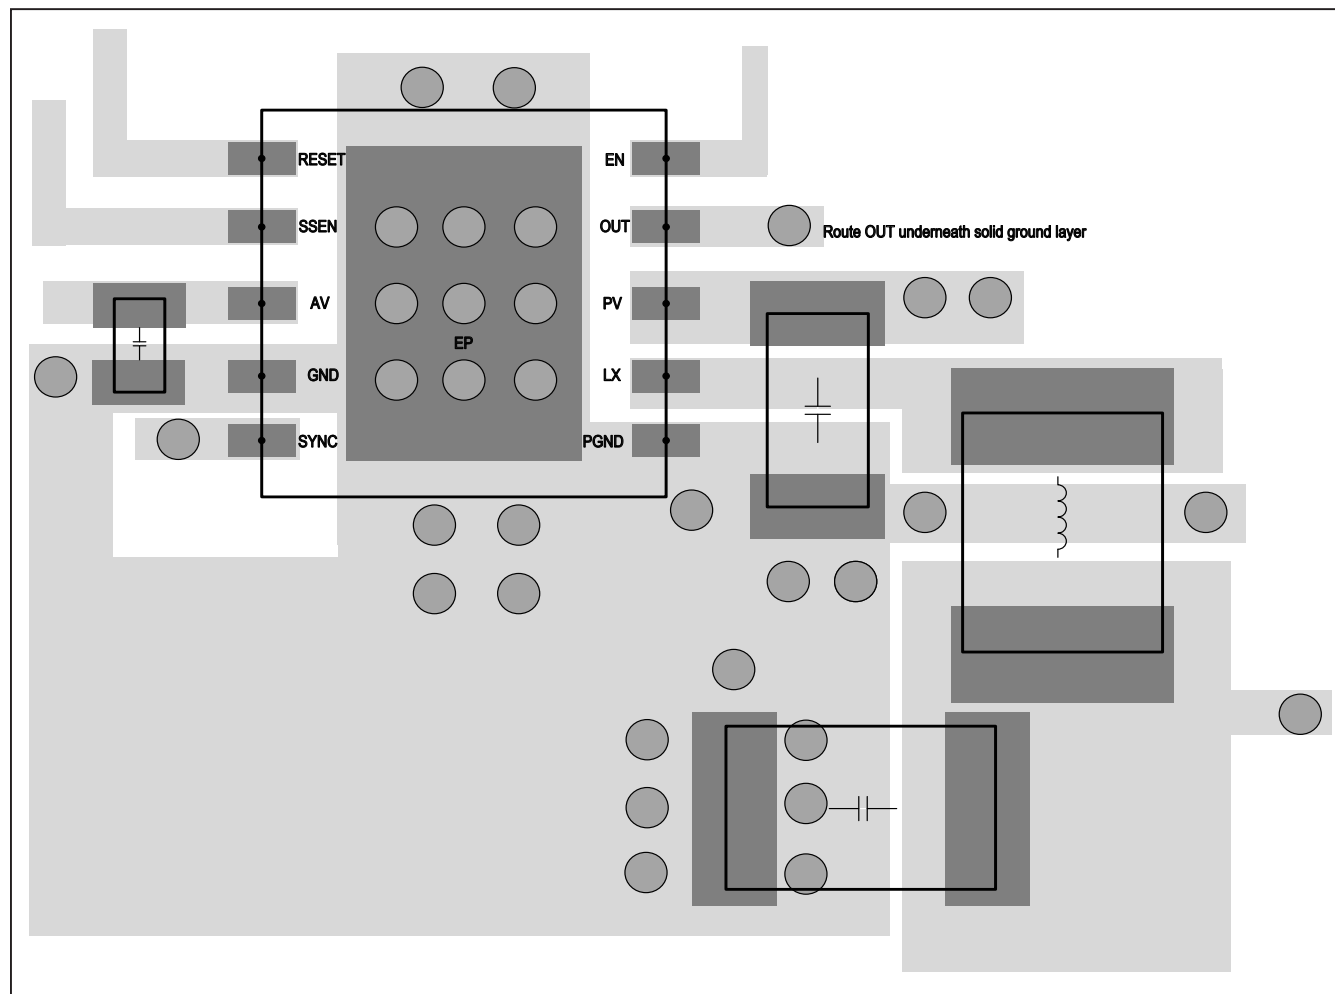 RESET
EN
SSEN
OUT
Route OUT underneath solid ground layer
AV
PV
EP
GND
LX
SYNC
PGND